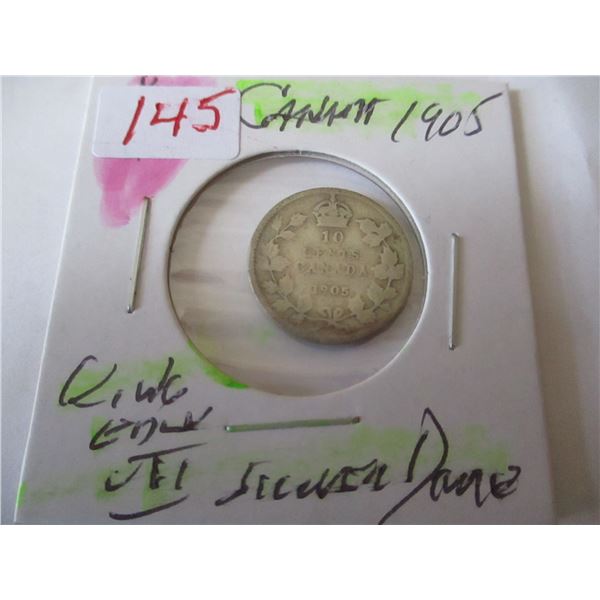 145 CANADA 1905
10
CENTS
CANADA
1905
KING
EDW
VII SILVER Dime